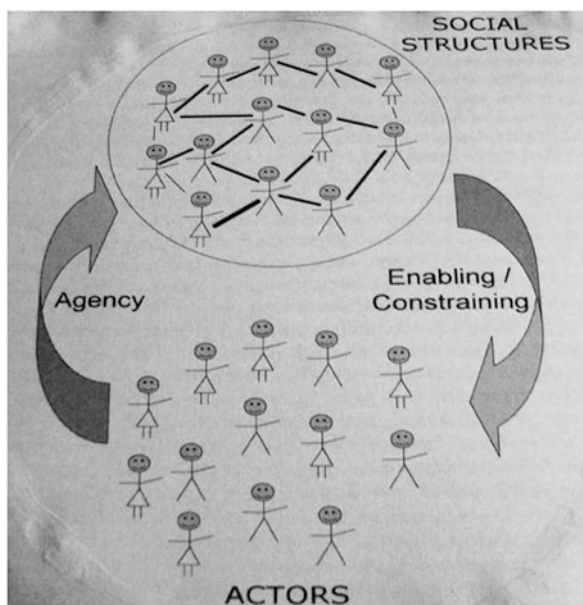 SOCIAL
STRUCTURES
Agency
Enabling /
Constraining
ACTORS